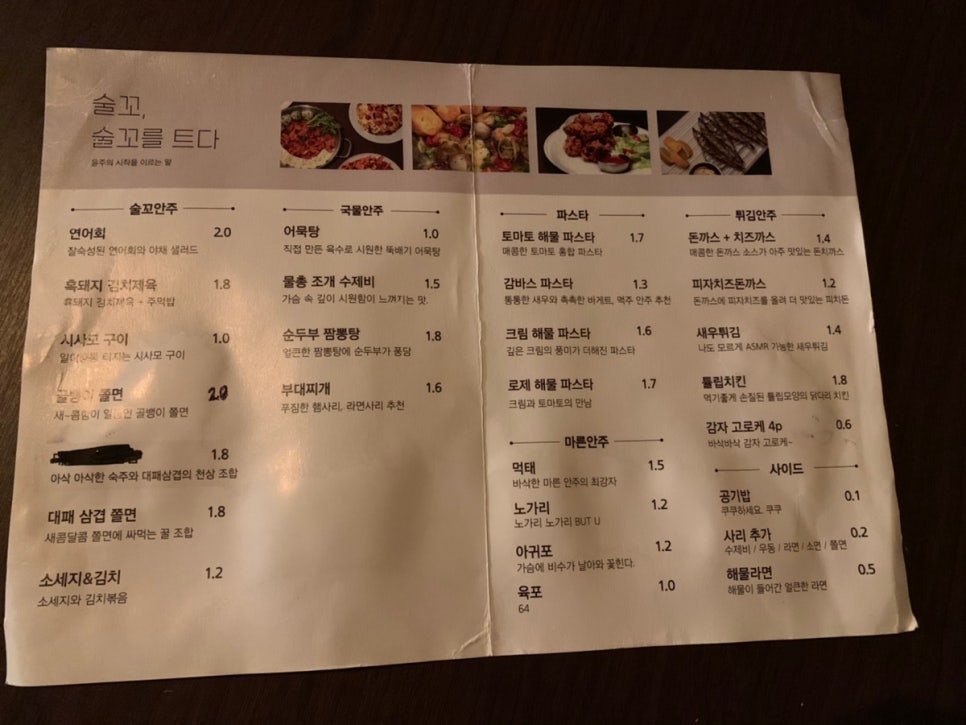 술꼬,
술꼬를 트다
음주의 시작을 이르는 말
술꼬안주
연어회 2.0
잘숙성된 연어회와 야채 샐러드
흑돼지 김치제육 1.8
흑돼지 김치제육 + 주먹밥
시사모 구이 1.0
터지는 시사모 구이
골뱅이 쫄면 2.0
새~콤함이 일품인 골뱅이 쫄면
1.8
아삭 아삭한 숙주와 대패삼겹의 천상 조합
대패 삼겹 쫄면 1.8
새콤달콤 쫄면에 싸먹는 꿀 조합
소세지&김치 1.2
소세지와 김치볶음
국물안주
어묵탕 1.0
직접 만든 육수로 시원한 뚝배기 어묵탕
물총 조개 수제비 1.5
가슴 속 깊이 시원함이 느껴기는 맛.
순두부 짬뽕탕 1.8
얼큰한 짬뽕탕에 순두부가 퐁당
부대찌개 1.6
푸짐한 햄사리, 라면사리 추천
파스타
토마토 해물 파스타 1.7
매콤한 토마토 홍합 파스타
감바스 파스타 1.3
통통한 새우와 촉촉한 바게트, 맥주 안주 추천
크림 해물 파스타 1.6
깊은 크림의 풍미가 더해진 파스타
로제 해물 파스타 1.7
크림과 토마토의 만남
마른안주
먹태 1.5
바삭한 마른 안주의 최강자
노가리 1.2
노가리 노가리 BUT U
아귀포 1.2
가슴에 비수가 날아와 꽃힌다.
육포 1.0
64
튀김안주
돈까스 + 치즈까스 1.4
매콤한 돈까스 소스가 아주 맛있는 돈치까스
피자치즈돈까스 1.2
돈까스에 피자치즈를 올려 더 맛있는 피치돈
새우튀김 1.4
나도 모르게 ASMR 가능한 새우튀김
튤립치킨 1.8
먹기좋게 손질된 튤립모양의 닭다리 치킨
감자 고로케 4p 0.6
바삭바삭 감자 고로케~
사이드
공기밥 0.1
쿠쿠하세요. 쿠쿠
사리 추가 0.2
수제비 / 우동 / 라면 / 소면 / 쫄면
해물라면 0.5
해물이 들어간 얼큰한 라면